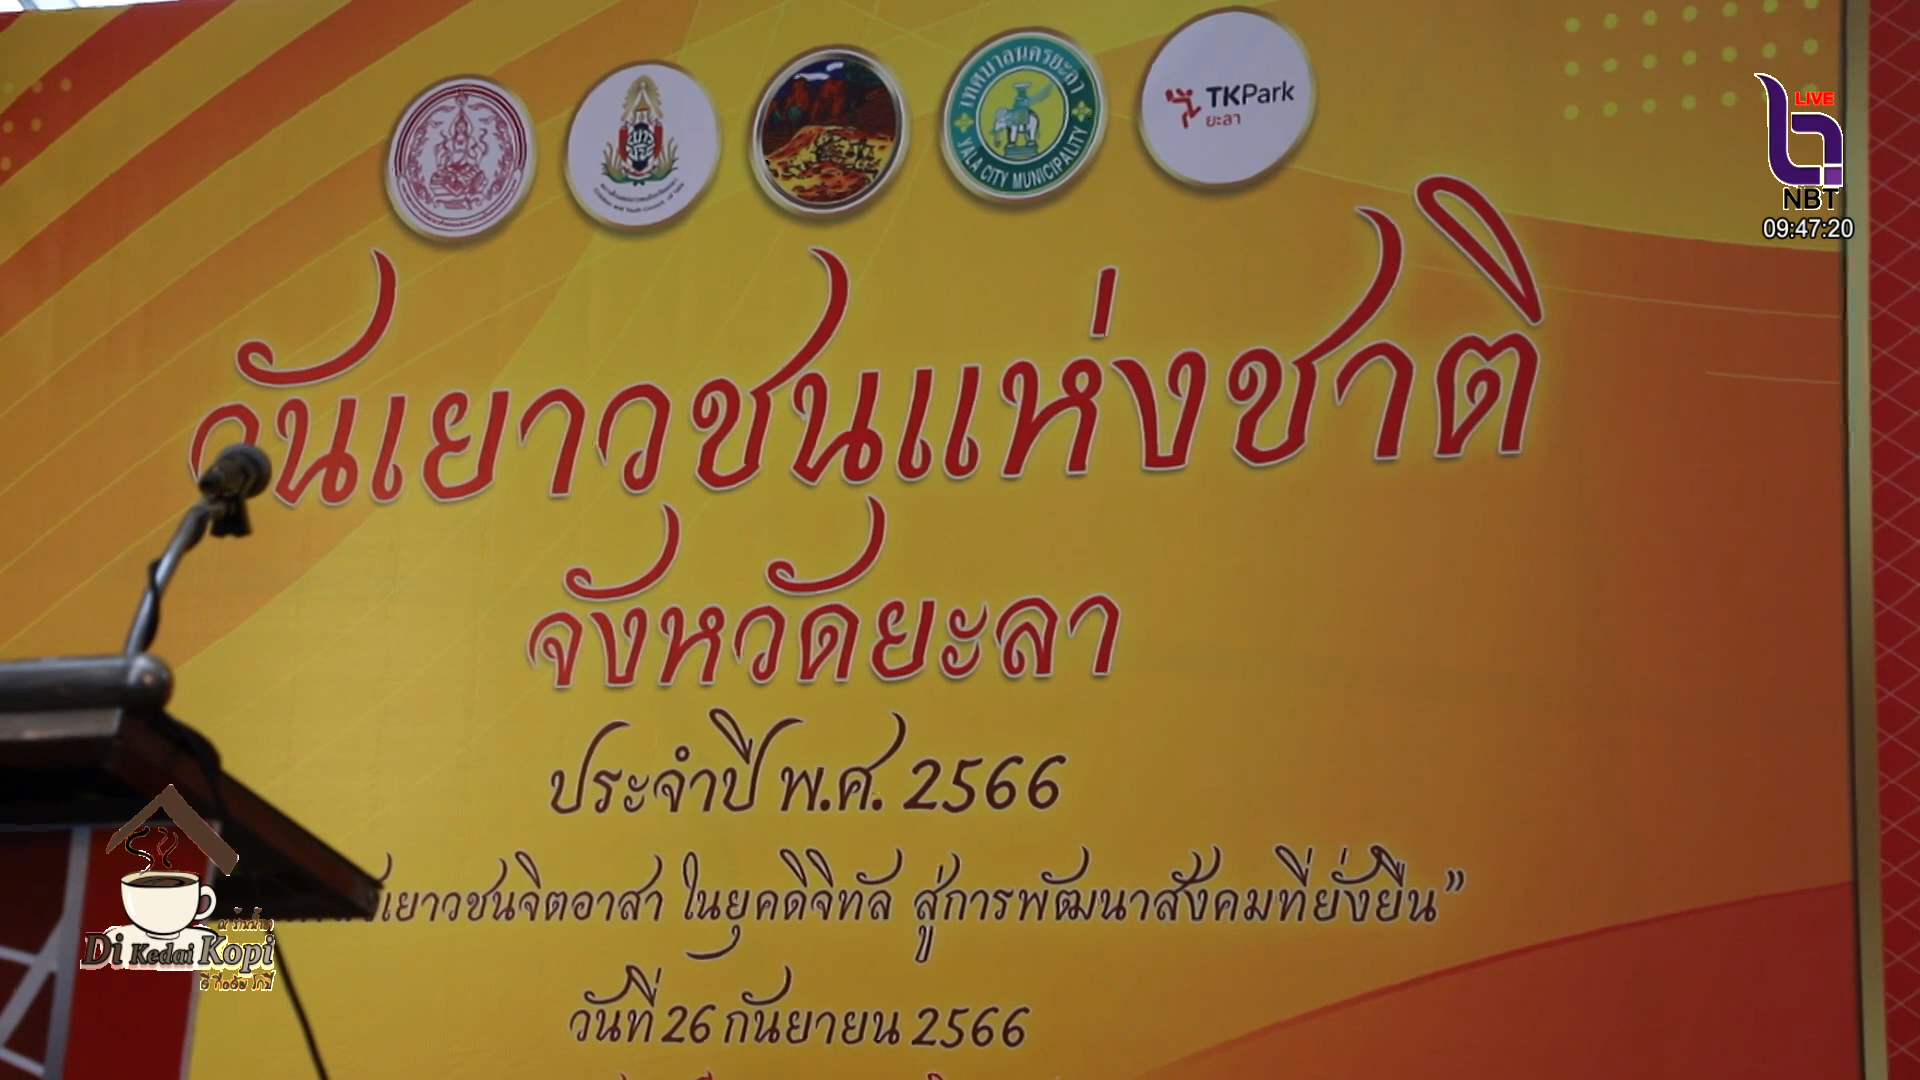 เทศบาลนครยะลา
YALA CITY MUNICIPALITY
TKPark
ยะลา
LIVE
NBT
09:47:20
วันเยาวชนแห่งชาติ
จังหวัดยะลา
ประจำปี พ.ศ. 2566
เยาวชนจิตอาสา ในยุคดิจิทัล สู่การพัฒนาสังคมที่ยั่งยืน”
วันที่ 26 กันยายน 2566
Di Kedai Kopi